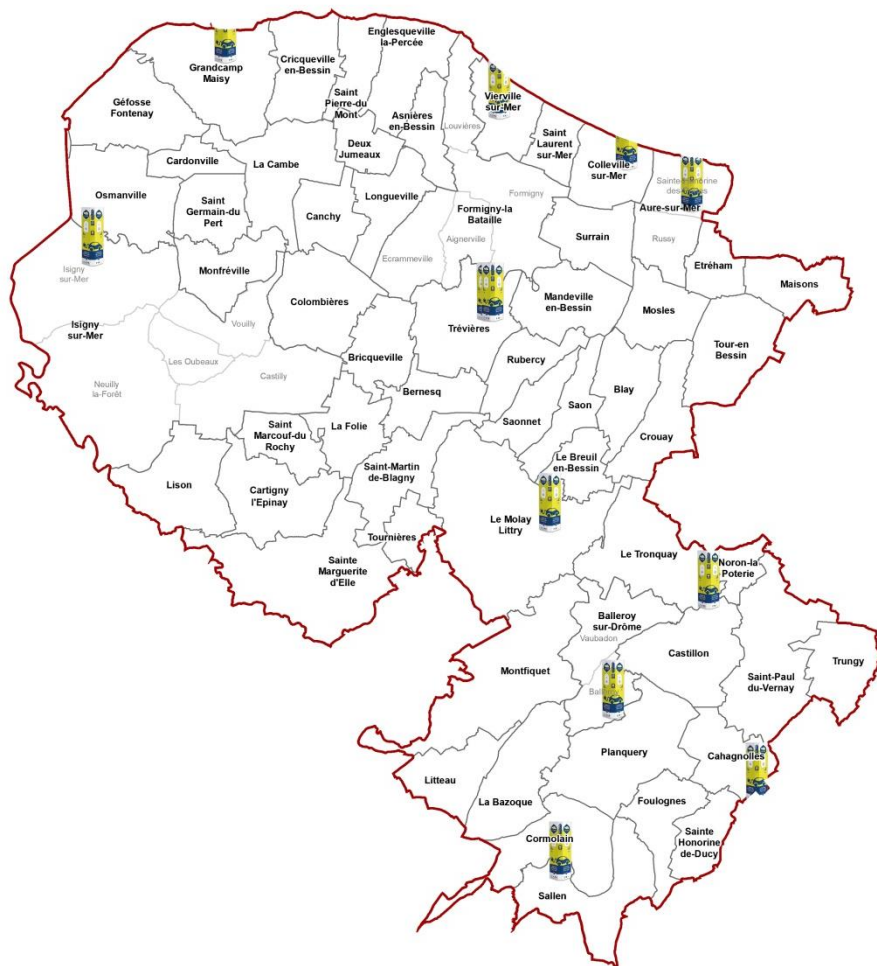 Englesqueville
la-Percée
Grandcamp
Maisy
Cricqueville
en-Bessin
Saint
Pierre-du
Mont
Vierville
sur-Mer
Géfosse
Fontenay
Asnières
en-Bessin
Louvières
Saint
Laurent
sur-Mer
Deux
Jumeaux
Colleville
sur-Mer
Cardonville
La Cambe
Osmanville
Saint
Germain-du
Pert
Longueville
Canchy
Formigny
Formigny-la
Bataille
Aignerville
Ecrammeville
Surrain
Aure-sur-Mer
Russy
Etréham
Maisons
Isigny
sur-Mer
Monfréville
Colombières
Mandeville
en-Bessin
Mosles
Isigny
sur-Mer
Vouilly
Trévières
Tour-en
Bessin
Les Oubeaux
Castilly
Neuilly
la-Forêt
Bricqueville
Rubercy
Bernesq
Saon
Blay
Saonnet
Crouay
Saint
Marcouf-du
Rochy
La Folie
Le Breuil
en-Bessin
Saint-Martin
de-Blagny
Lison
Cartigny
l'Epinay
Le Molay
Littry
Tournières
Sainte
Marguerite
d'Elle
Le Tronquay
Noron-la
Poterie
Balleroy
sur-Drôme
Vaubadon
Castillon
Montfiquet
Saint-Paul
du-Vernay
Trungy
Planquery
Cahagnolles
Litteau
La Bazoque
Foulognes
Cormolain
Sainte
Honorine
de-Ducy
Sallen